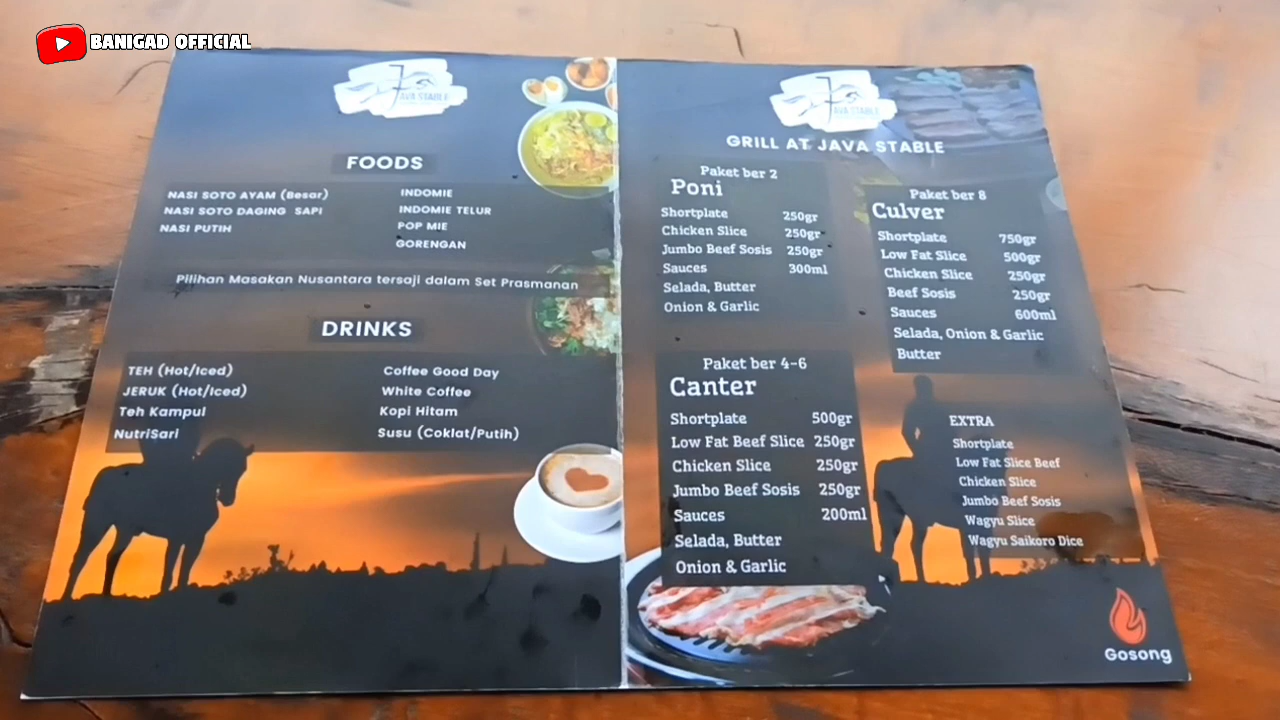 BANIGAD OFFICIAL
JAVA STABLE
FOODS
NASI SOTO AYAM (Besar)
NASI SOTO DAGING SAPI
NASI PUTIH
INDOMIE
INDOMIE TELUR
POP MIE
GORENGAN
Pilihan Masakan Nusantara tersaji dalam Set Prasmanan
DRINKS
TEH (Hot/Iced)
JERUK (Hot/Iced)
Teh Kampul
NutriSari
Coffee Good Day
White Coffee
Kopi Hitam
Susu (Coklat/Putih)
JAVA STABLE
GRILL AT JAVA STABLE
Paket ber 2
Poni
Shortplate 250gr
Chicken Slice 250gr
Jumbo Beef Sosis 250gr
Sauces 300ml
Selada, Butter
Onion & Garlic
Paket ber 4-6
Canter
Shortplate 500gr
Low Fat Beef Slice 250gr
Chicken Slice 250gr
Jumbo Beef Sosis 250gr
Sauces 200ml
Selada, Butter
Onion & Garlic
Paket ber 8
Culver
Shortplate 750gr
Low Fat Slice 500gr
Chicken Slice 250gr
Beef Sosis 250gr
Sauces 600ml
Selada, Onion & Garlic
Butter
EXTRA
Shortplate
Low Fat Slice Beef
Chicken Slice
Jumbo Beef Sosis
Wagyu Slice
Wagyu Saikoro Dice
Gosong